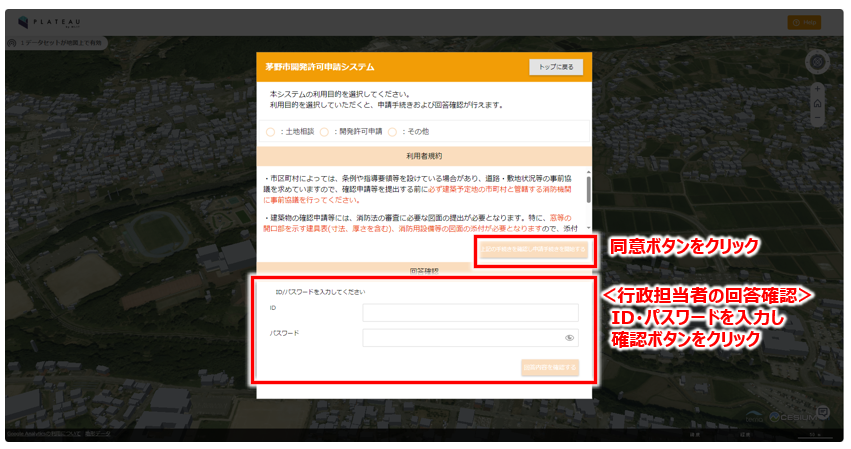 PLATEAU
Help
：データセットが地図上で有効
茅野市開発許可申請システム
トップに戻る
本システムの利用目的を選択してください。
利用目的を選択していただくと、申請手続きおよび回答確認が行えます。
：土地相談 ：開発許可申請 ：その他
利用者規約
・市区町村によっては、条例や指導要領等を設けている場合があり、道路・敷地状況等の事前協
議を求めていますので、確認申請等を提出する前に必ず建築予定地の市町村と管轄する消防機関
に事前協議を行ってください。
・建築物の確認申請等には、消防法の審査に必要な図面の提出が必要となります。特に、窓等の
開口部を示す建具表(寸法、厚さを含む)、消防用設備等の図面の添付が必要となりますので、添付
同意ボタンをクリック
回答確認
ID/パスワードを入力してください
ID
パスワード
回答内容を確認する
＜行政担当者の回答確認＞
ID・パスワードを入力し
確認ボタンをクリック
CESIUM